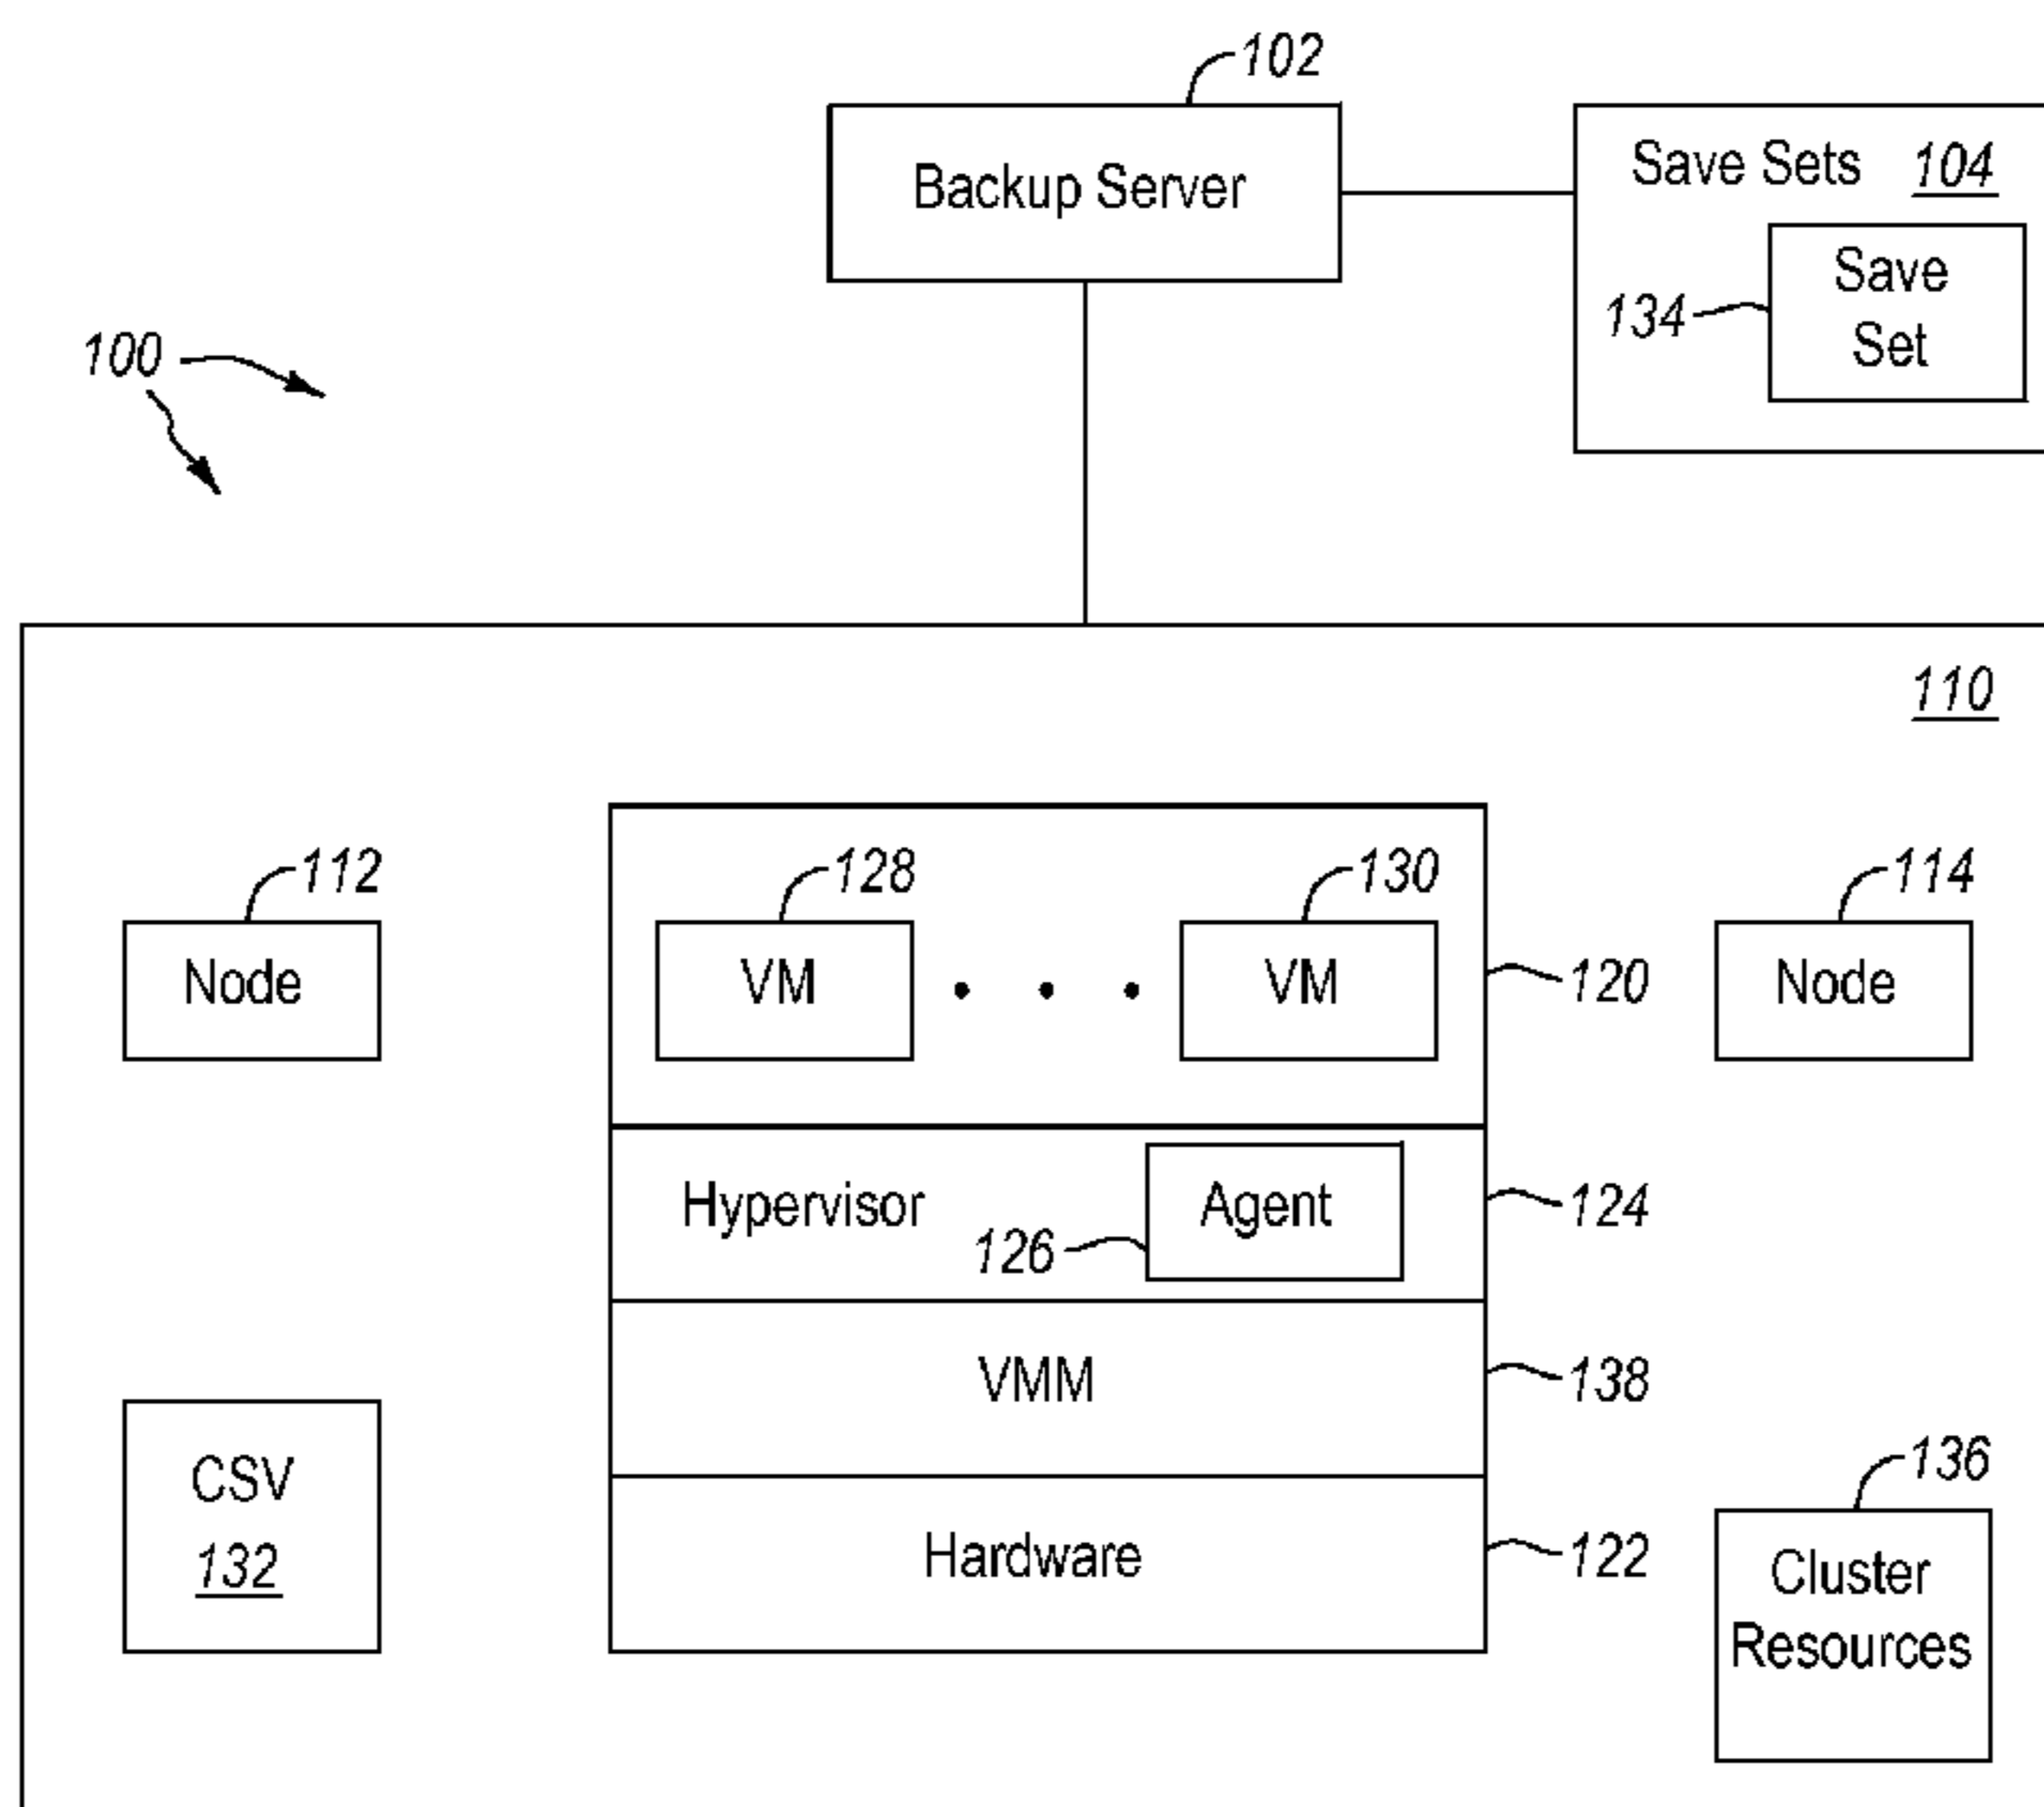 102
Backup Server
Save Sets 104
Save
Set
134
100
110
112
128
130
114
Node
VM
. . .
VM
120
Node
Hypervisor
Agent
124
126
VMM
138
CSV
132
136
Hardware
122
Cluster
Resources